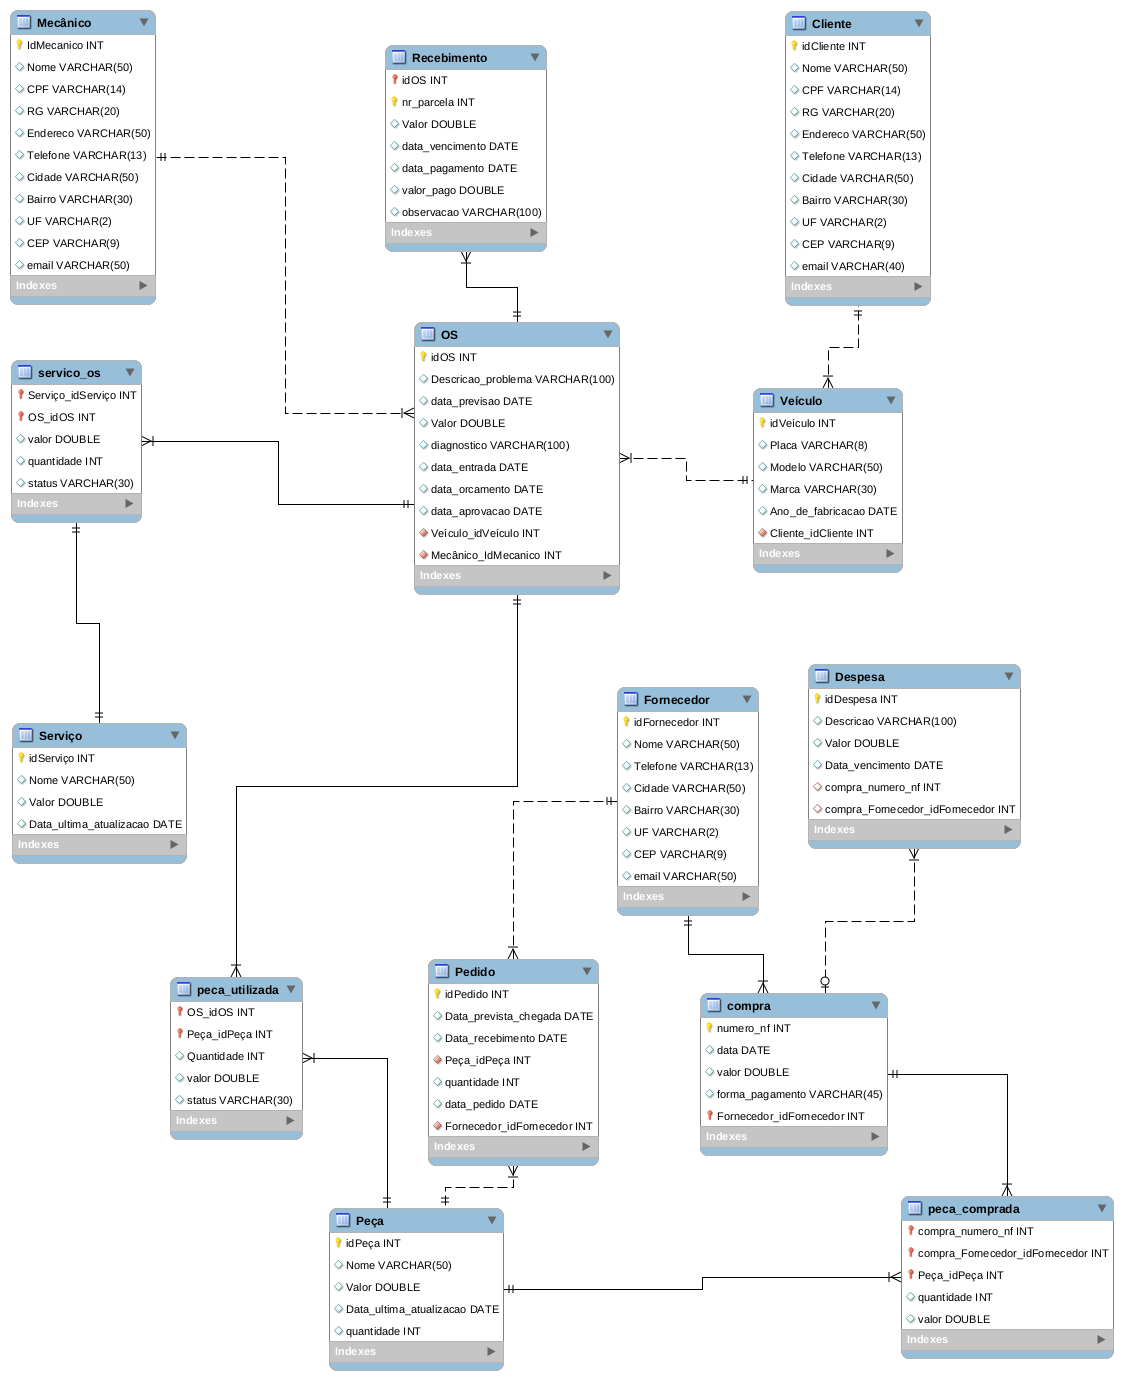 Mecânico
IdMecanico INT
Nome VARCHAR(50)
CPF VARCHAR(14)
RG VARCHAR(20)
Endereco VARCHAR(50)
Telefone VARCHAR(13)
Cidade VARCHAR(50)
Bairro VARCHAR(30)
UF VARCHAR(2)
CEP VARCHAR(9)
email VARCHAR(50)
Indexes
Recebimento
idOS INT
nr_parcela INT
Valor DOUBLE
data_vencimento DATE
data_pagamento DATE
valor_pago DOUBLE
observacao VARCHAR(100)
Indexes
Cliente
idCliente INT
Nome VARCHAR(50)
CPF VARCHAR(14)
RG VARCHAR(20)
Endereco VARCHAR(50)
Telefone VARCHAR(13)
Cidade VARCHAR(50)
Bairro VARCHAR(30)
UF VARCHAR(2)
CEP VARCHAR(9)
email VARCHAR(40)
Indexes
servico_os
Serviço_idServiço INT
OS_idOS INT
valor DOUBLE
quantidade INT
status VARCHAR(30)
Indexes
OS
idOS INT
Descricao_problema VARCHAR(100)
data_previsao DATE
Valor DOUBLE
diagnostico VARCHAR(100)
data_entrada DATE
data_orcamento DATE
data_aprovacao DATE
Veículo_idVeículo INT
Mecânico_IdMecanico INT
Indexes
Veículo
idVeículo INT
Placa VARCHAR(8)
Modelo VARCHAR(50)
Marca VARCHAR(30)
Ano_de_fabricacao DATE
Cliente_idCliente INT
Indexes
Serviço
idServiço INT
Nome VARCHAR(50)
Valor DOUBLE
Data_ultima_atualizacao DATE
Indexes
Fornecedor
idFornecedor INT
Nome VARCHAR(50)
Telefone VARCHAR(13)
Cidade VARCHAR(50)
Bairro VARCHAR(30)
UF VARCHAR(2)
CEP VARCHAR(9)
email VARCHAR(50)
Indexes
Despesa
idDespesa INT
Descricao VARCHAR(100)
Valor DOUBLE
Data_vencimento DATE
compra_numero_nf INT
compra_Fornecedor_idFornecedor INT
Indexes
peca_utilizada
OS_idOS INT
Peça_idPeça INT
Quantidade INT
valor DOUBLE
status VARCHAR(30)
Indexes
Pedido
idPedido INT
Data_prevista_chegada DATE
Data_recebimento DATE
Peça_idPeça INT
quantidade INT
data_pedido DATE
Fornecedor_idFornecedor INT
Indexes
compra
numero_nf INT
data DATE
valor DOUBLE
forma_pagamento VARCHAR(45)
Fornecedor_idFornecedor INT
Indexes
Peça
idPeça INT
Nome VARCHAR(50)
Valor DOUBLE
Data_ultima_atualizacao DATE
quantidade INT
Indexes
peca_comprada
compra_numero_nf INT
compra_Fornecedor_idFornecedor INT
Peça_idPeça INT
quantidade INT
valor DOUBLE
Indexes